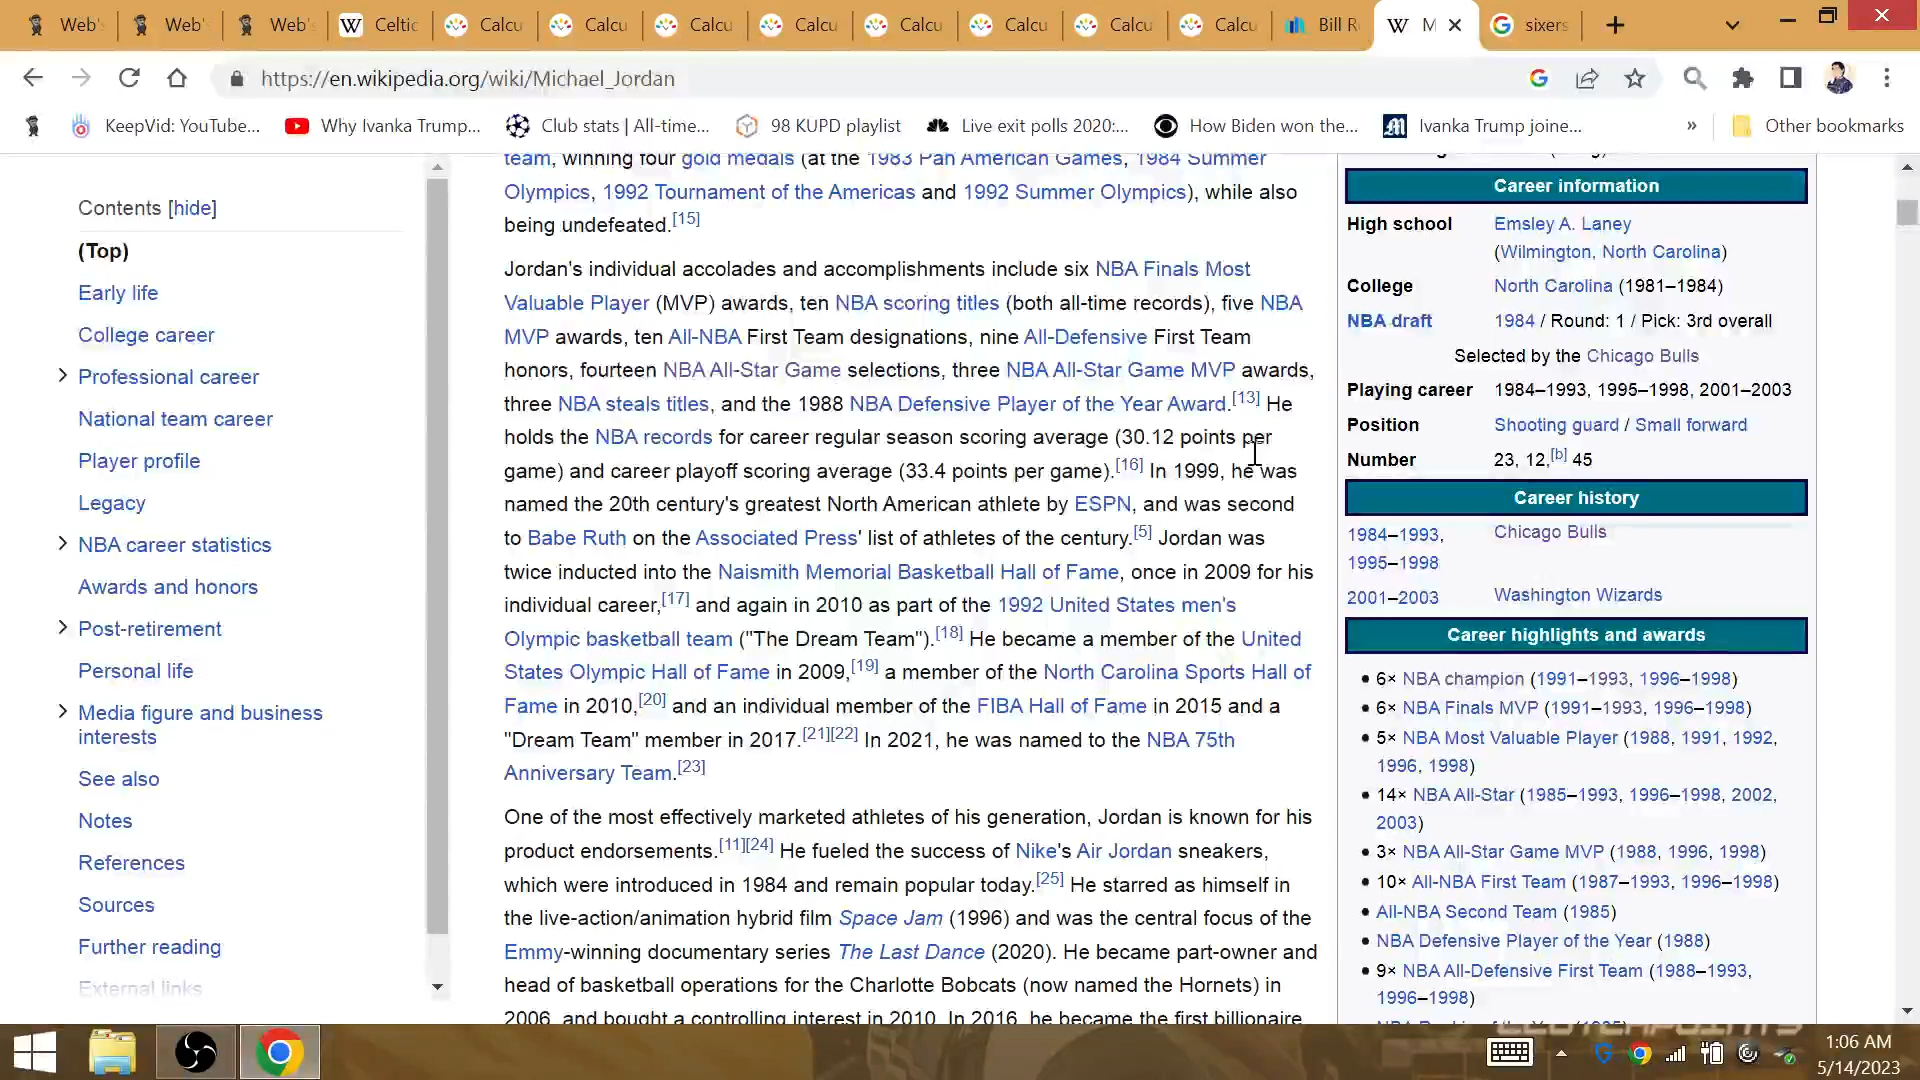 Web's
Web's
Web's
Celtic
Calcu
Calcu
Calcu
Calcu
Calcu
Calcu
Calcu
Calcu
Bill R
M
sixers
https://en.wikipedia.org/wiki/Michael_Jordan
KeepVid: YouTube...
Why Ivanka Trump...
Club stats | All-time...
98 KUPD playlist
Live exit polls 2020:...
How Biden won the...
Ivanka Trump joine...
»
Other bookmarks
Contents [hide]
(Top)
Early life
College career
Professional career
National team career
Player profile
Legacy
NBA career statistics
Awards and honors
Post-retirement
Personal life
Media figure and business
interests
See also
Notes
References
Sources
Further reading
External links
team, winning four gold medals (at the 1983 Pan American Games, 1984 Summer
Olympics, 1992 Tournament of the Americas and 1992 Summer Olympics), while also
being undefeated.[15]
Jordan's individual accolades and accomplishments include six NBA Finals Most
Valuable Player (MVP) awards, ten NBA scoring titles (both all-time records), five NBA
MVP awards, ten All-NBA First Team designations, nine All-Defensive First Team
honors, fourteen NBA All-Star Game selections, three NBA All-Star Game MVP awards,
three NBA steals titles, and the 1988 NBA Defensive Player of the Year Award.[13] He
holds the NBA records for career regular season scoring average (30.12 points per
game) and career playoff scoring average (33.4 points per game).[16] In 1999, he was
named the 20th century's greatest North American athlete by ESPN, and was second
to Babe Ruth on the Associated Press' list of athletes of the century.[5] Jordan was
twice inducted into the Naismith Memorial Basketball Hall of Fame, once in 2009 for his
individual career,[17] and again in 2010 as part of the 1992 United States men's
Olympic basketball team ("The Dream Team").[18] He became a member of the United
States Olympic Hall of Fame in 2009,[19] a member of the North Carolina Sports Hall of
Fame in 2010,[20] and an individual member of the FIBA Hall of Fame in 2015 and a
"Dream Team" member in 2017.[21][22] In 2021, he was named to the NBA 75th
Anniversary Team.[23]
One of the most effectively marketed athletes of his generation, Jordan is known for his
product endorsements.[11][24] He fueled the success of Nike's Air Jordan sneakers,
which were introduced in 1984 and remain popular today.[25] He starred as himself in
the live-action/animation hybrid film Space Jam (1996) and was the central focus of the
Emmy-winning documentary series The Last Dance (2020). He became part-owner and
head of basketball operations for the Charlotte Bobcats (now named the Hornets) in
2006, and bought a controlling interest in 2010. In 2016, he became the first billionaire
Career information
High school Emsley A. Laney
(Wilmington, North Carolina)
College North Carolina (1981–1984)
NBA draft 1984 / Round: 1 / Pick: 3rd overall
Selected by the Chicago Bulls
Playing career 1984–1993, 1995–1998, 2001–2003
Position Shooting guard / Small forward
Number 23, 12,[b] 45
Career history
1984–1993, Chicago Bulls
1995–1998
2001–2003 Washington Wizards
Career highlights and awards
• 6× NBA champion (1991–1993, 1996–1998)
• 6× NBA Finals MVP (1991–1993, 1996–1998)
• 5× NBA Most Valuable Player (1988, 1991, 1992,
1996, 1998)
• 14× NBA All-Star (1985–1993, 1996–1998, 2002,
2003)
• 3× NBA All-Star Game MVP (1988, 1996, 1998)
• 10× All-NBA First Team (1987–1993, 1996–1998)
• All-NBA Second Team (1985)
• NBA Defensive Player of the Year (1988)
• 9× NBA All-Defensive First Team (1988–1993,
1996–1998)
1:06 AM
5/14/2023